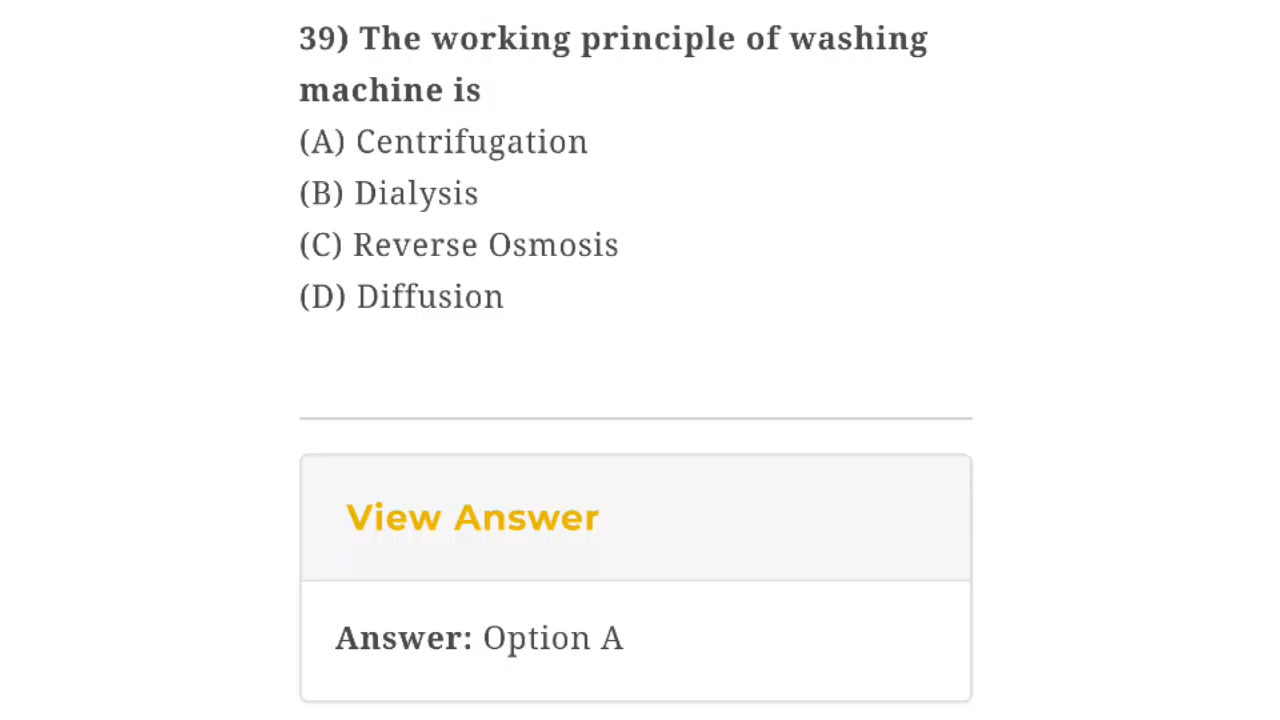 39) The working principle of washing
machine is
(A) Centrifugation
(B) Dialysis
(C) Reverse Osmosis
(D) Diffusion
View Answer
Answer: Option A